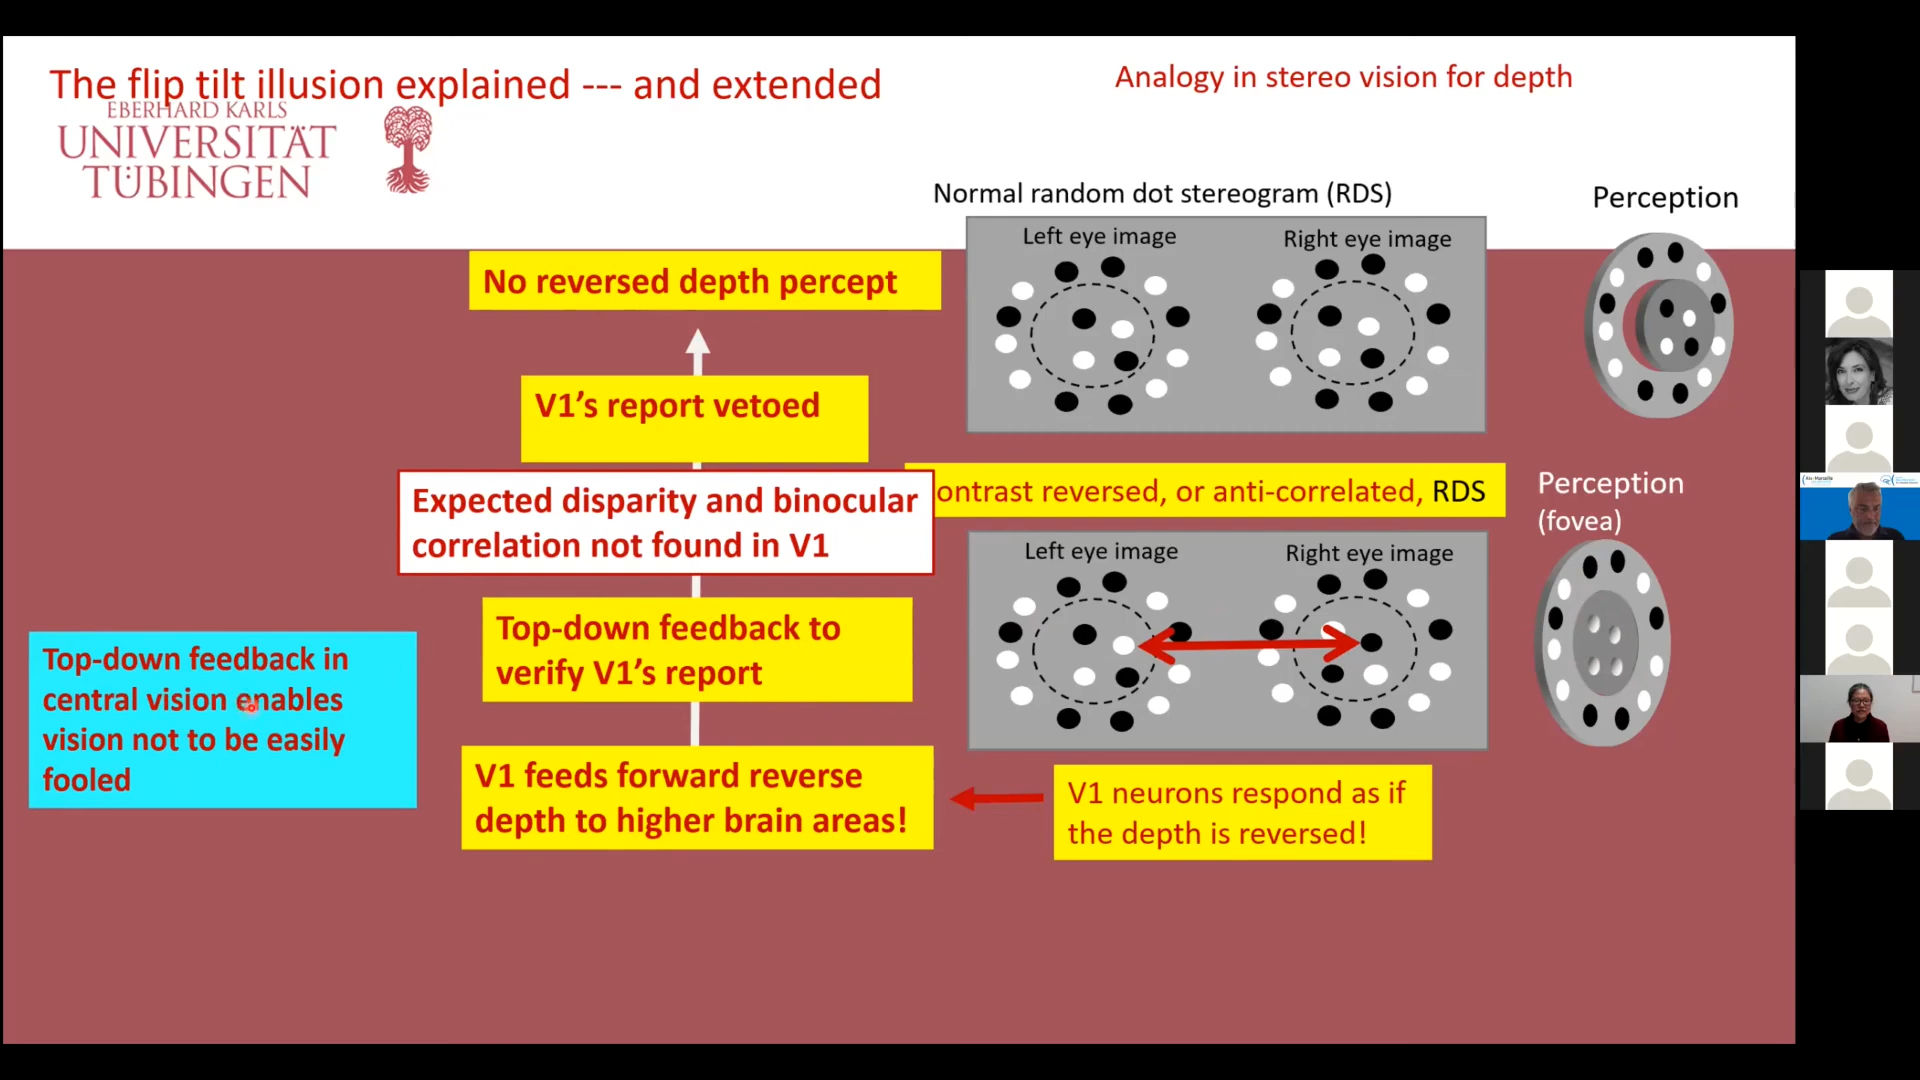 The flip tilt illusion explained --- and extended
Analogy in stereo vision for depth
EBERHARD KARLS
UNIVERSITÄT
TÜBINGEN
Normal random dot stereogram (RDS)
Perception
Left eye image
Right eye image
No reversed depth percept
V1's report vetoed
Expected disparity and binocular
correlation not found in V1
ontrast reversed, or anti-correlated, RDS
Perception
(fovea)
Left eye image
Right eye image
Top-down feedback to
verify V1's report
Top-down feedback in
central vision enables
vision not to be easily
fooled
V1 feeds forward reverse
depth to higher brain areas!
V1 neurons respond as if
the depth is reversed!